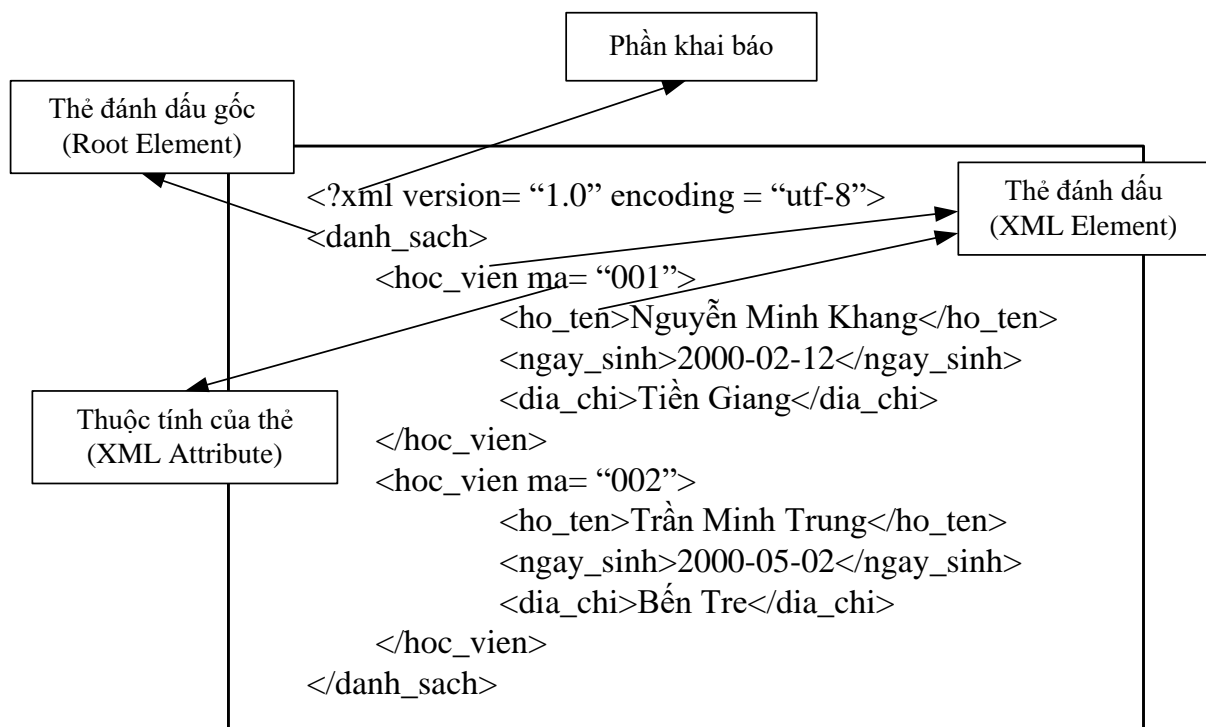 Phần khai báo
Thẻ đánh dấu gốc
(Root Element)
<?xml version= “1.0” encoding = “utf-8”>
Thẻ đánh dấu
(XML Element)
<danh_sach>
<hoc_vien ma= “001”>
<ho_ten>Nguyễn Minh Khang</ho_ten>
<ngay_sinh>2000-02-12</ngay_sinh>
<dia_chi>Tiền Giang</dia_chi>
Thuộc tính của thẻ
(XML Attribute)
</hoc_vien>
<hoc_vien ma= “002”>
<ho_ten>Trần Minh Trung</ho_ten>
<ngay_sinh>2000-05-02</ngay_sinh>
<dia_chi>Bến Tre</dia_chi>
</hoc_vien>
</danh_sach>